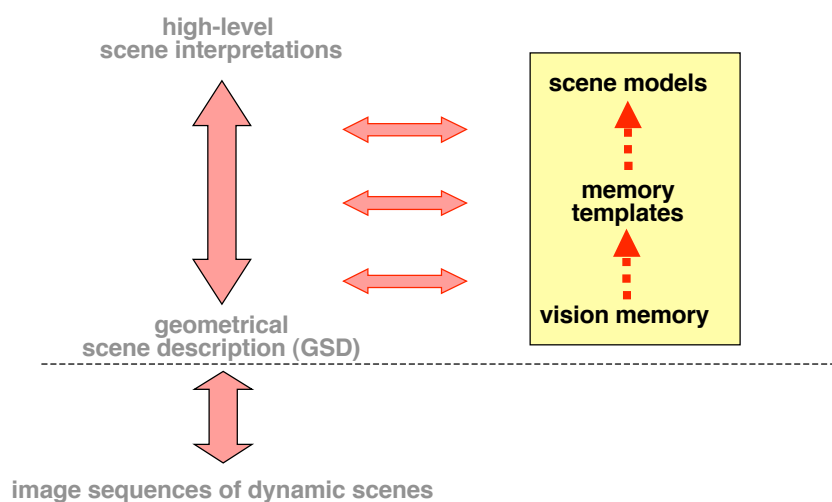 high-level
scene interpretations
scene models
memory
templates
vision memory
geometrical
scene description (GSD)
image sequences of dynamic scenes